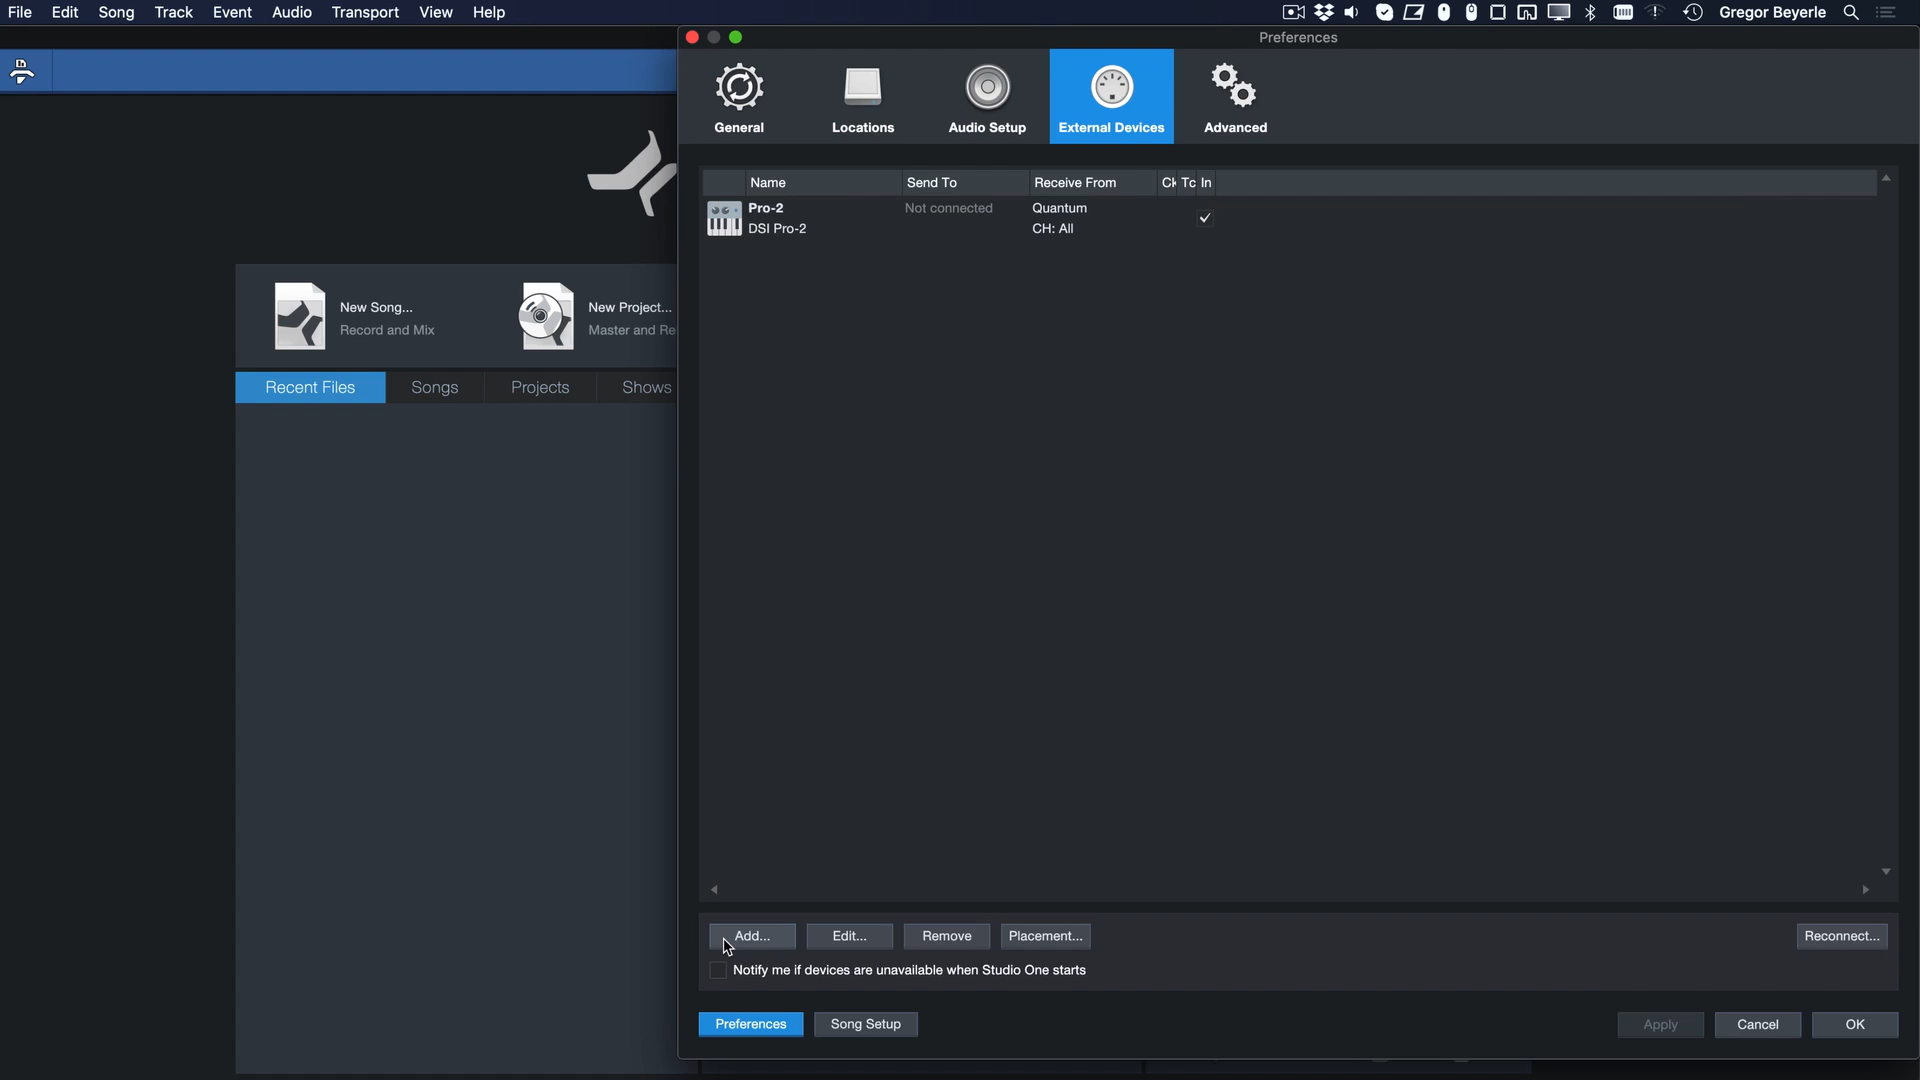 File Edit Song Track Event Audio Transport View Help
Gregor Beyerle
Preferences
General Locations Audio Setup External Devices Advanced
Name Send To Receive From Ck Tc In
Pro-2 Not connected Quantum
DSI Pro-2 CH: All
New Song...
Record and Mix
New Project...
Master and Re
Recent Files Songs Projects Shows
Add... Edit... Remove Placement... Reconnect...
Notify me if devices are unavailable when Studio One starts
Preferences Song Setup Apply Cancel OK